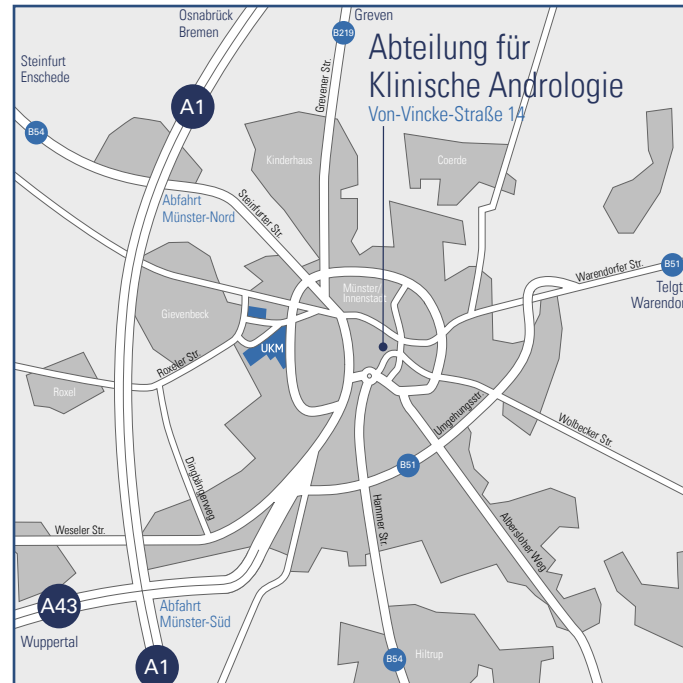 Osnabrück
Bremen
Greven
B219
Steinfurt
Enschede
Abteilung für
Klinische Andrologie
Von-Vincke-Straße 14
A1
B54
Grevener Str.
Kinderhaus
Coerde
Abfahrt
Münster-Nord
Steinfurter Str.
Warendorfer Str.
B51
Telgt
Warendor
Münster/
Innenstadt
Gievenbeck
UKM
Roxeler Str.
Roxel
Umgehungsstr.
Wolbecker Str.
Dingbängerweg
B51
Hammer Str.
Albersloher Weg
Weseler Str.
A43
Abfahrt
Münster-Süd
Wuppertal
A1
B54
Hiltrup